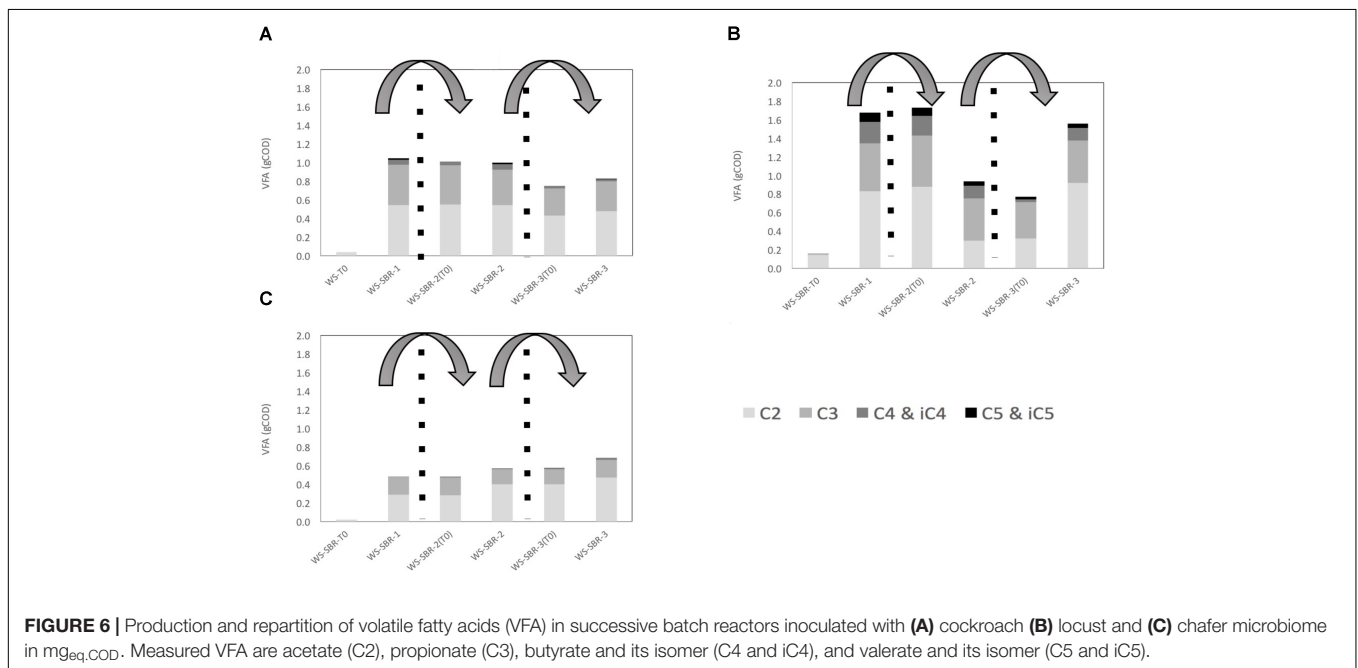 A
2.0
1.8
1.6
1.4
1.2
1.0
0.8
0.6
0.4
0.2
0.0
VFA (gCOD)
WS-T0
WS-SBR-1
WS-SBR-2(T0)
WS-SBR-2
WS-SBR-3(T0)
WS-SBR-3
B
2.0
1.8
1.6
1.4
1.2
1.0
0.8
0.6
0.4
0.2
0.0
VFA (gCOD)
WS-SBR-T0
WS-SBR-1
WS-SBR-2(T0)
WS-SBR-2
WS-SBR-3(T0)
WS-SBR-3
C
2.0
1.8
1.6
1.4
1.2
1.0
0.8
0.6
0.4
0.2
0.0
VFA (gCOD)
WS-SBR-T0
WS-SBR-1
WS-SBR-2(T0)
WS-SBR-2
WS-SBR-3(T0)
WS-SBR-3
C2 C3 C4 & iC4 C5 & iC5
FIGURE 6 | Production and repartition of volatile fatty acids (VFA) in successive batch reactors inoculated with (A) cockroach (B) locust and (C) chafer microbiome
in mgeq.COD. Measured VFA are acetate (C2), propionate (C3), butyrate and its isomer (C4 and iC4), and valerate and its isomer (C5 and iC5).